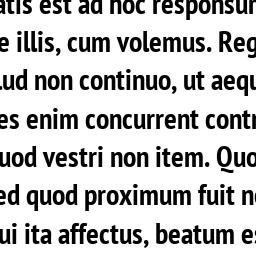 atis est ad hoc responsum
e illis, cum volemus. Reg
ud non continuo, ut aequ
es enim concurrent contr
uod vestri non item. Quo
ed quod proximum fuit n
ui ita affectus, beatum es